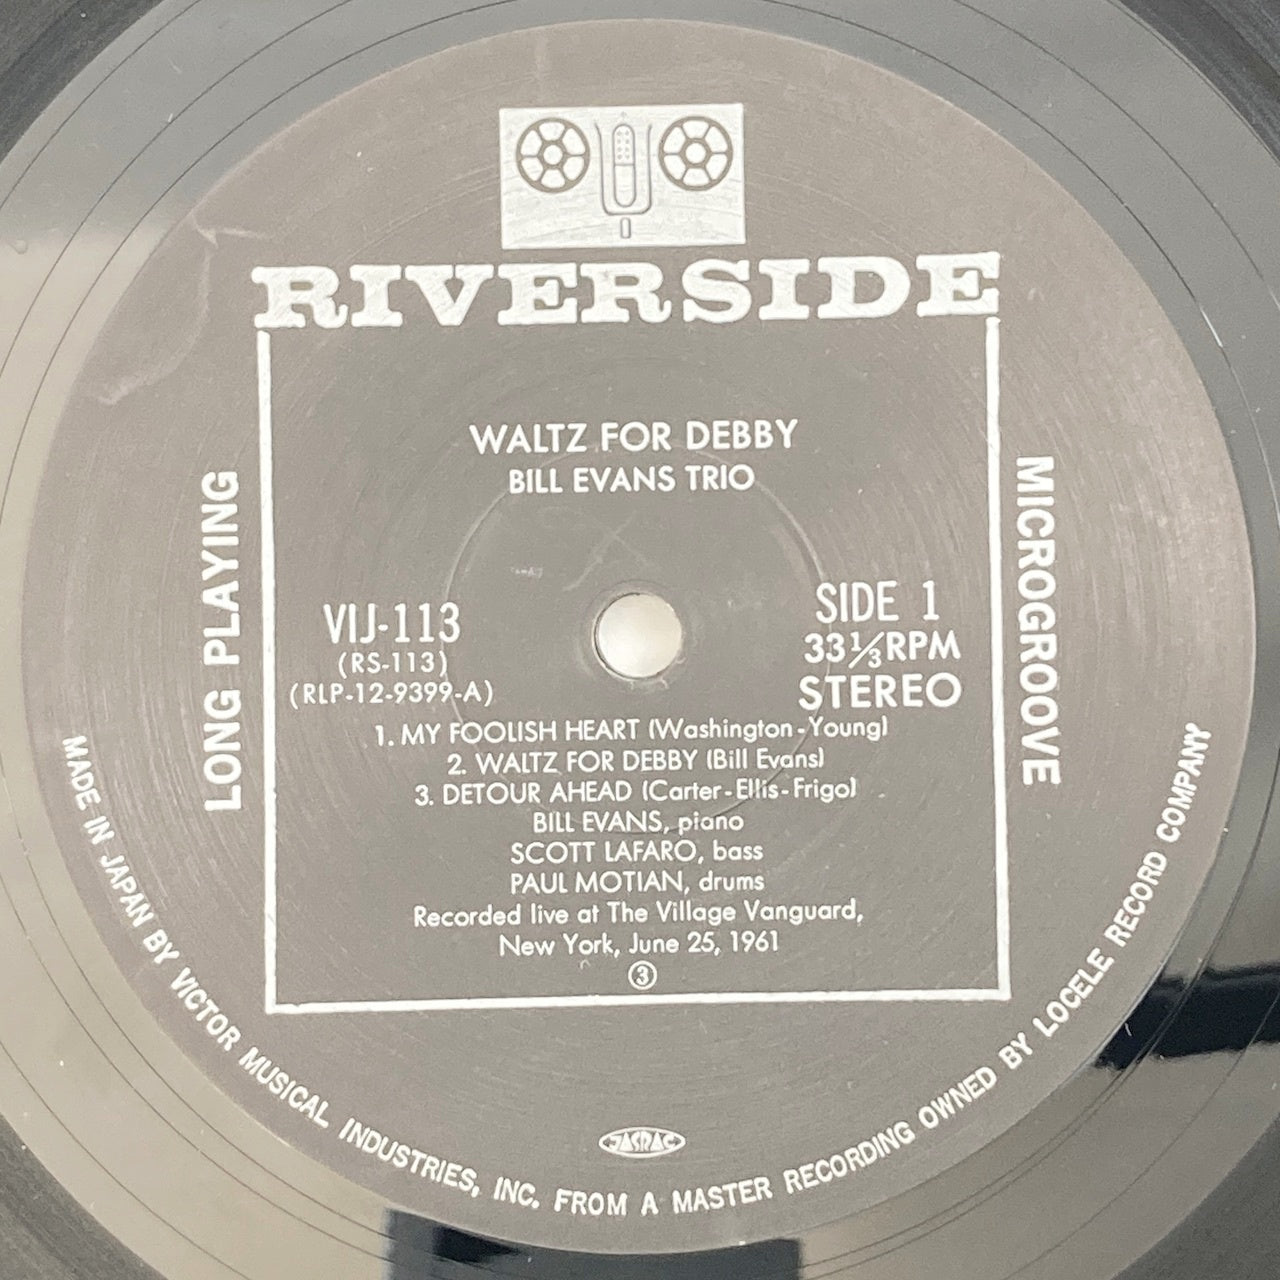 RIVERSIDE
WALTZ FOR DEBBY
BILL EVANS TRIO
LONG PLAYING
MICROGROOVE
VIJ-113
(RS-113)
(RLP-12-9399-A)
SIDE 1
33⅓RPM
STEREO
1. MY FOOLISH HEART (Washington-Young)
2. WALTZ FOR DEBBY (Bill Evans)
3. DETOUR AHEAD (Carter-Ellis-Frigo)
BILL EVANS, piano
SCOTT LAFARO, bass
PAUL MOTIAN, drums
Recorded live at The Village Vanguard,
New York, June 25, 1961
③
JASRAC
MADE IN JAPAN BY VICTOR MUSICAL INDUSTRIES, INC. FROM A MASTER RECORDING OWNED BY LOCELE RECORD COMPANY